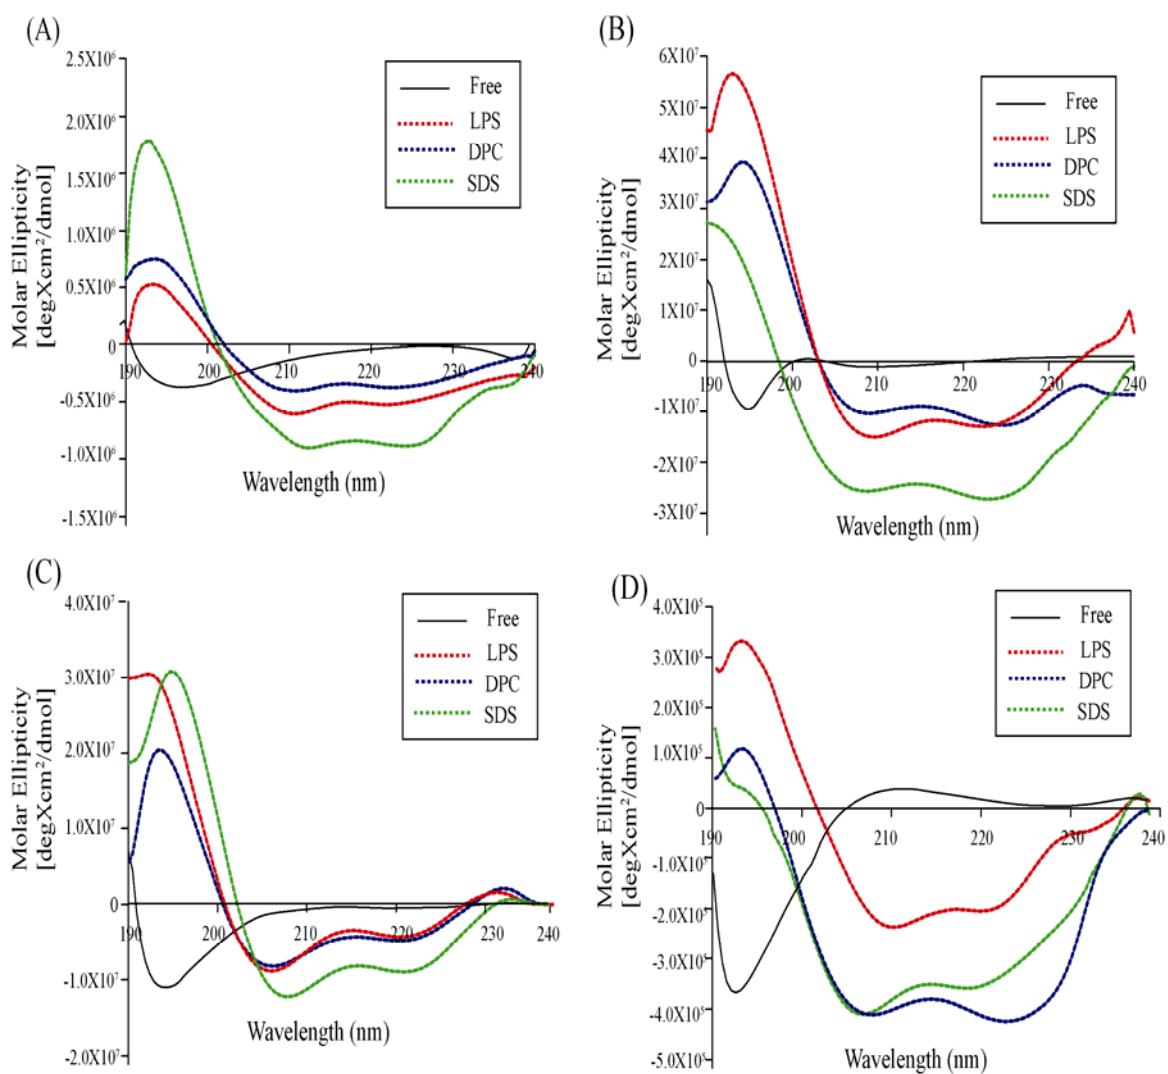 (A)
2.5X10⁶
2.0X10⁶
1.5X10⁶
1.0X10⁶
0.5X10⁶
0
-0.5X10⁶
-1.0X10⁶
-1.5X10⁶
Molar Ellipticity
[degXcm²/dmol]
190 200 210 220 230 240
Wavelength (nm)
Free
LPS
DPC
SDS
(B)
6X10⁷
5X10⁷
4X10⁷
3X10⁷
2X10⁷
1X10⁷
0
-1X10⁷
-2X10⁷
-3X10⁷
Molar Ellipticity
[degXcm²/dmol]
190 200 210 220 230 240
Wavelength (nm)
Free
LPS
DPC
SDS
(C)
4.0X10⁷
3.0X10⁷
2.0X10⁷
1.0X10⁷
0
-1.0X10⁷
-2.0X10⁷
Molar Ellipticity
[degXcm²/dmol]
190 200 210 220 230 240
Wavelength (nm)
Free
LPS
DPC
SDS
(D)
4.0X10⁵
3.0X10⁵
2.0X10⁵
1.0X10⁵
0
-1.0X10⁵
-2.0X10⁵
-3.0X10⁵
-4.0X10⁵
-5.0X10⁵
Molar Ellipticity
[degXcm²/dmol]
190 200 210 220 230 240
Wavelength (nm)
Free
LPS
DPC
SDS